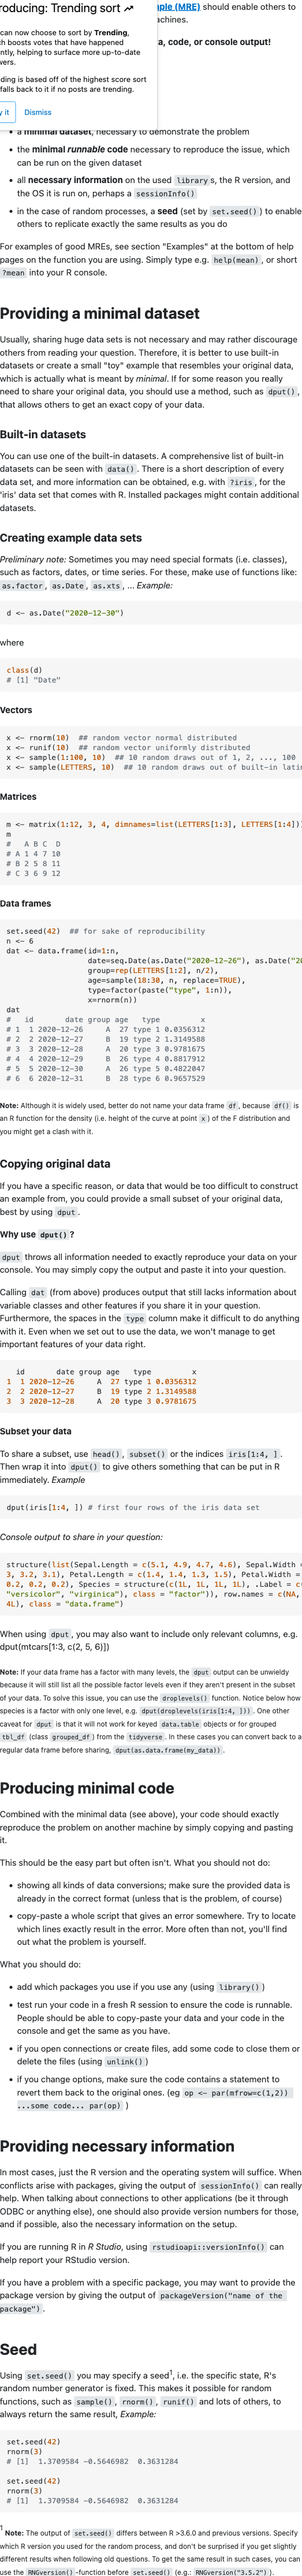 roducing: Trending sort
can now choose to sort by Trending,
ch boosts votes that have happened
ntly, helping to surface more up-to-date
wers.
ding is based off of the highest score sort
falls back to it if no posts are trending.
y it Dismiss
ple (MRE) should enable others to
achines.
a, code, or console output!
• a minimal dataset, necessary to demonstrate the problem
• the minimal runnable code necessary to reproduce the issue, which
can be run on the given dataset
• all necessary information on the used librarys, the R version, and
the OS it is run on, perhaps a sessionInfo()
• in the case of random processes, a seed (set by set.seed()) to enable
others to replicate exactly the same results as you do
For examples of good MREs, see section "Examples" at the bottom of help
pages on the function you are using. Simply type e.g. help(mean), or short
?mean into your R console.
Providing a minimal dataset
Usually, sharing huge data sets is not necessary and may rather discourage
others from reading your question. Therefore, it is better to use built-in
datasets or create a small "toy" example that resembles your original data,
which is actually what is meant by minimal. If for some reason you really
need to share your original data, you should use a method, such as dput(),
that allows others to get an exact copy of your data.
Built-in datasets
You can use one of the built-in datasets. A comprehensive list of built-in
datasets can be seen with data(). There is a short description of every
data set, and more information can be obtained, e.g. with ?iris, for the
'iris' data set that comes with R. Installed packages might contain additional
datasets.
Creating example data sets
Preliminary note: Sometimes you may need special formats (i.e. classes),
such as factors, dates, or time series. For these, make use of functions like:
as.factor, as.Date, as.xts, ... Example:
d <- as.Date("2020-12-30")
where
class(d)
# [1] "Date"
Vectors
x <- rnorm(10)  ## random vector normal distributed
x <- runif(10)  ## random vector uniformly distributed
x <- sample(1:100, 10)  ## 10 random draws out of 1, 2, ..., 100
x <- sample(LETTERS, 10)  ## 10 random draws out of built-in latin
Matrices
m <- matrix(1:12, 3, 4, dimnames=list(LETTERS[1:3], LETTERS[1:4]))
m
#   A B C  D
# A 1 4 7 10
# B 2 5 8 11
# C 3 6 9 12
Data frames
set.seed(42)  ## for sake of reproducibility
n <- 6
dat <- data.frame(id=1:n,
date=seq.Date(as.Date("2020-12-26"), as.Date("20
group=rep(LETTERS[1:2], n/2),
age=sample(18:30, n, replace=TRUE),
type=factor(paste("type", 1:n)),
x=rnorm(n))
dat
#   id       date group age   type         x
# 1  1 2020-12-26     A  27 type 1 0.0356312
# 2  2 2020-12-27     B  19 type 2 1.3149588
# 3  3 2020-12-28     A  20 type 3 0.9781675
# 4  4 2020-12-29     B  26 type 4 0.8817912
# 5  5 2020-12-30     A  26 type 5 0.4822047
# 6  6 2020-12-31     B  28 type 6 0.9657529
Note: Although it is widely used, better do not name your data frame df, because df() is
an R function for the density (i.e. height of the curve at point x) of the F distribution and
you might get a clash with it.
Copying original data
If you have a specific reason, or data that would be too difficult to construct
an example from, you could provide a small subset of your original data,
best by using dput.
Why use dput()?
dput throws all information needed to exactly reproduce your data on your
console. You may simply copy the output and paste it into your question.
Calling dat (from above) produces output that still lacks information about
variable classes and other features if you share it in your question.
Furthermore, the spaces in the type column make it difficult to do anything
with it. Even when we set out to use the data, we won't manage to get
important features of your data right.
id       date group age   type         x
1  1 2020-12-26     A  27 type 1 0.0356312
2  2 2020-12-27     B  19 type 2 1.3149588
3  3 2020-12-28     A  20 type 3 0.9781675
Subset your data
To share a subset, use head(), subset() or the indices iris[1:4, ].
Then wrap it into dput() to give others something that can be put in R
immediately. Example
dput(iris[1:4, ]) # first four rows of the iris data set
Console output to share in your question:
structure(list(Sepal.Length = c(5.1, 4.9, 4.7, 4.6), Sepal.Width =
3, 3.2, 3.1), Petal.Length = c(1.4, 1.4, 1.3, 1.5), Petal.Width =
0.2, 0.2, 0.2), Species = structure(c(1L, 1L, 1L, 1L), .Label = c(
"versicolor", "virginica"), class = "factor")), row.names = c(NA,
4L), class = "data.frame")
When using dput, you may also want to include only relevant columns, e.g.
dput(mtcars[1:3, c(2, 5, 6)])
Note: If your data frame has a factor with many levels, the dput output can be unwieldy
because it will still list all the possible factor levels even if they aren't present in the subset
of your data. To solve this issue, you can use the droplevels() function. Notice below how
species is a factor with only one level, e.g. dput(droplevels(iris[1:4, ])). One other
caveat for dput is that it will not work for keyed data.table objects or for grouped
tbl_df (class grouped_df) from the tidyverse. In these cases you can convert back to a
regular data frame before sharing, dput(as.data.frame(my_data)).
Producing minimal code
Combined with the minimal data (see above), your code should exactly
reproduce the problem on another machine by simply copying and pasting
it.
This should be the easy part but often isn't. What you should not do:
• showing all kinds of data conversions; make sure the provided data is
already in the correct format (unless that is the problem, of course)
• copy-paste a whole script that gives an error somewhere. Try to locate
which lines exactly result in the error. More often than not, you'll find
out what the problem is yourself.
What you should do:
• add which packages you use if you use any (using library())
• test run your code in a fresh R session to ensure the code is runnable.
People should be able to copy-paste your data and your code in the
console and get the same as you have.
• if you open connections or create files, add some code to close them or
delete the files (using unlink())
• if you change options, make sure the code contains a statement to
revert them back to the original ones. (eg op <- par(mfrow=c(1,2))
...some code... par(op) )
Providing necessary information
In most cases, just the R version and the operating system will suffice. When
conflicts arise with packages, giving the output of sessionInfo() can really
help. When talking about connections to other applications (be it through
ODBC or anything else), one should also provide version numbers for those,
and if possible, also the necessary information on the setup.
If you are running R in R Studio, using rstudioapi::versionInfo() can
help report your RStudio version.
If you have a problem with a specific package, you may want to provide the
package version by giving the output of packageVersion("name of the
package").
Seed
Using set.seed() you may specify a seed1, i.e. the specific state, R's
random number generator is fixed. This makes it possible for random
functions, such as sample(), rnorm(), runif() and lots of others, to
always return the same result, Example:
set.seed(42)
rnorm(3)
# [1]  1.3709584 -0.5646982  0.3631284
set.seed(42)
rnorm(3)
# [1]  1.3709584 -0.5646982  0.3631284
1 Note: The output of set.seed() differs between R >3.6.0 and previous versions. Specify
which R version you used for the random process, and don't be surprised if you get slightly
different results when following old questions. To get the same result in such cases, you can
use the RNGversion()-function before set.seed() (e.g.: RNGversion("3.5.2")).